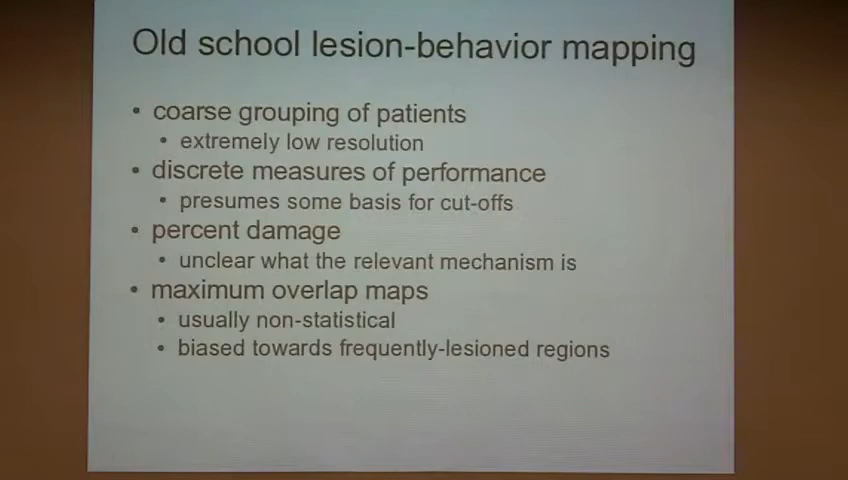 Old school lesion-behavior mapping
• coarse grouping of patients
• extremely low resolution
• discrete measures of performance
• presumes some basis for cut-offs
• percent damage
• unclear what the relevant mechanism is
• maximum overlap maps
• usually non-statistical
• biased towards frequently-lesioned regions